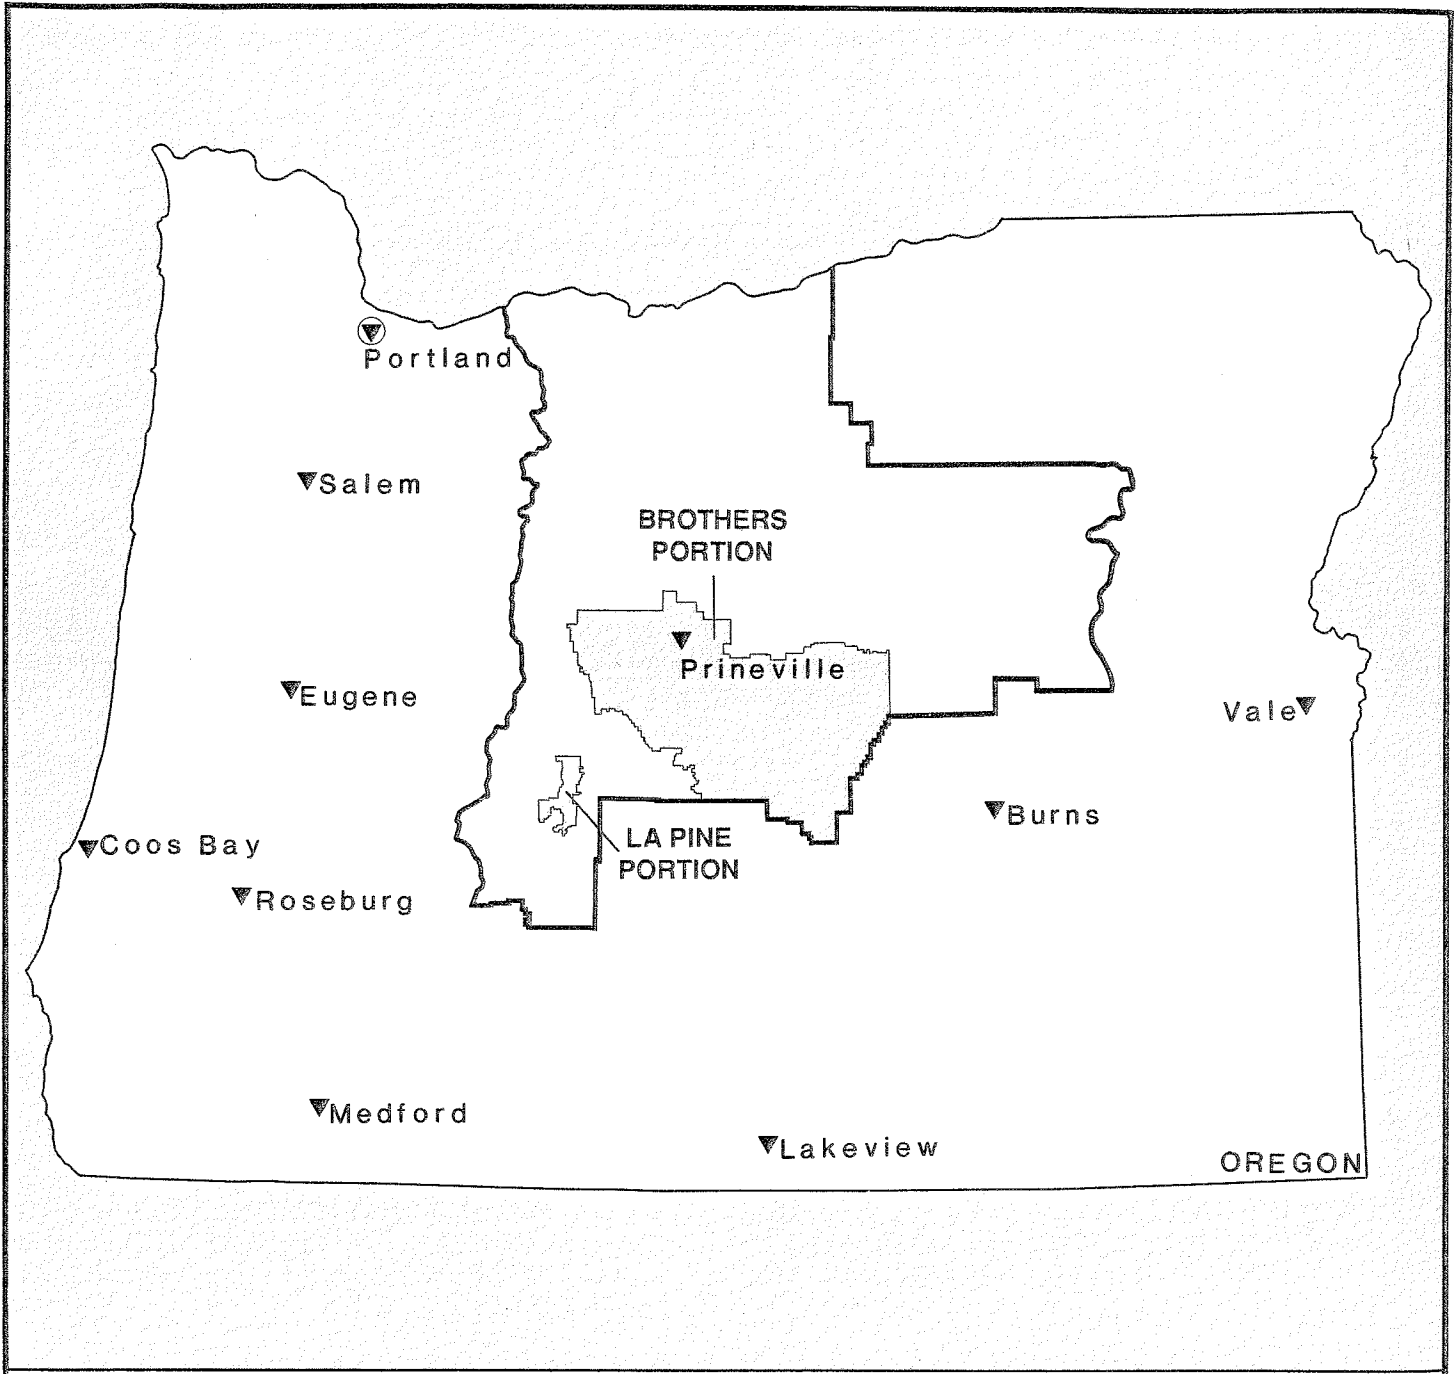 Portland
Salem
BROTHERS
PORTION
Prineville
Eugene
Vale
Burns
LA PINE
PORTION
Coos Bay
Roseburg
Medford
Lakeview
OREGON